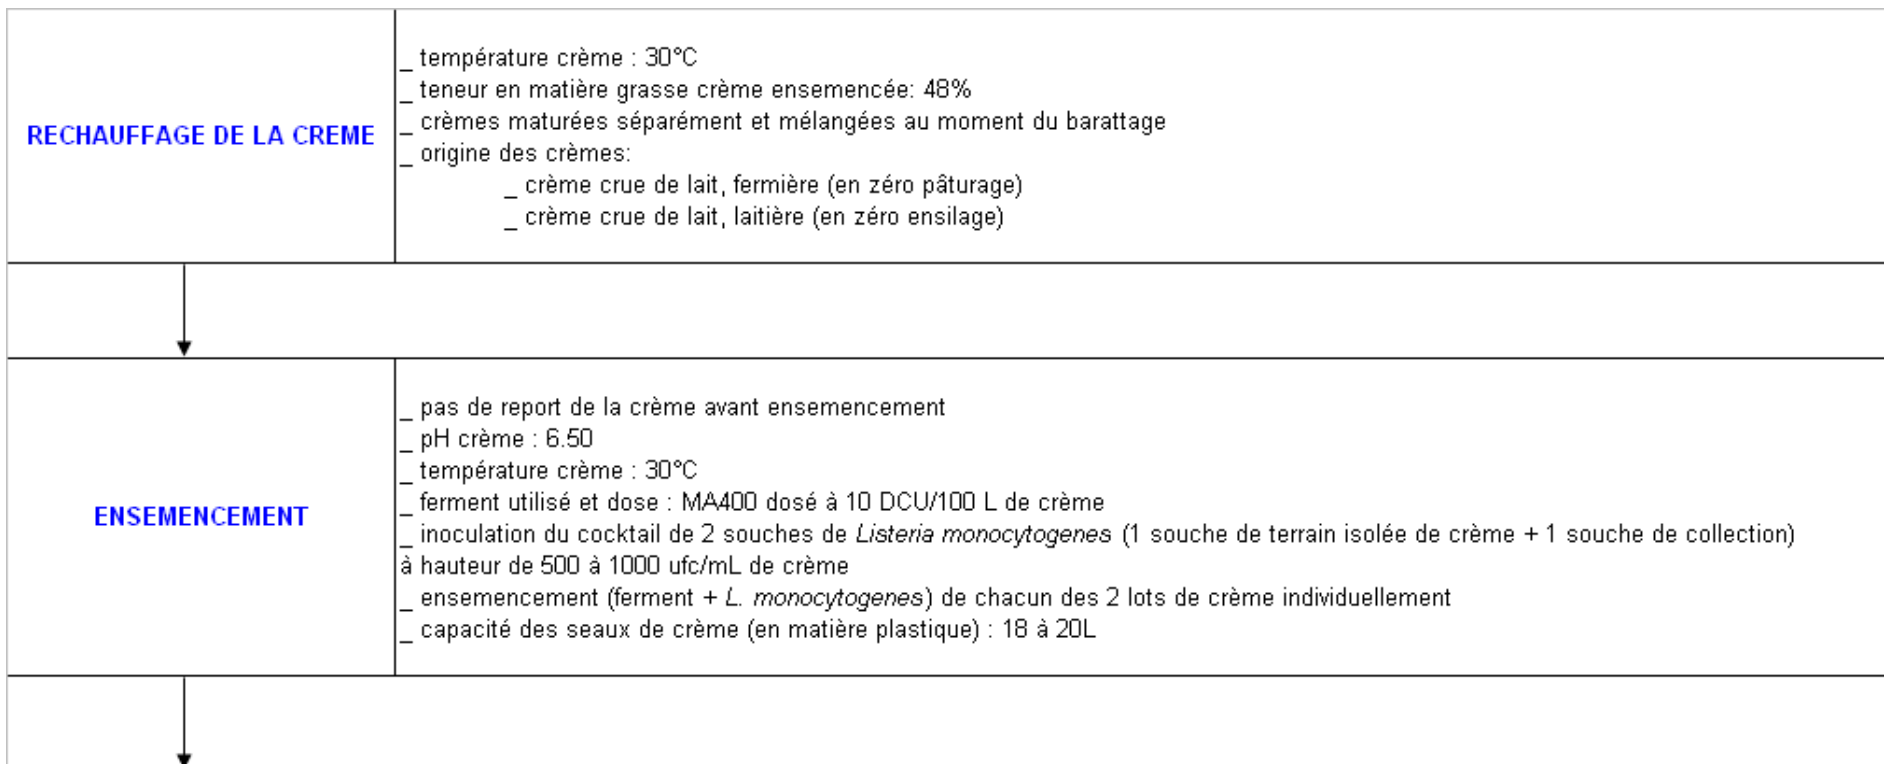 RECHAUFFAGE DE LA CREME
_ température crème : 30°C
_ teneur en matière grasse crème ensemencée: 48%
_ crèmes maturées séparément et mélangées au moment du barattage
_ origine des crèmes:
_ crème crue de lait, fermière (en zéro pâturage)
_ crème crue de lait, laitière (en zéro ensilage)
ENSEMENCEMENT
_ pas de report de la crème avant ensemencement
_ pH crème : 6.50
_ température crème : 30°C
_ ferment utilisé et dose : MA400 dosé à 10 DCU/100 L de crème
_ inoculation du cocktail de 2 souches de Listeria monocytogenes (1 souche de terrain isolée de crème + 1 souche de collection)
à hauteur de 500 à 1000 ufc/mL de crème
_ ensemencement (ferment + L. monocytogenes) de chacun des 2 lots de crème individuellement
_ capacité des seaux de crème (en matière plastique) : 18 à 20L